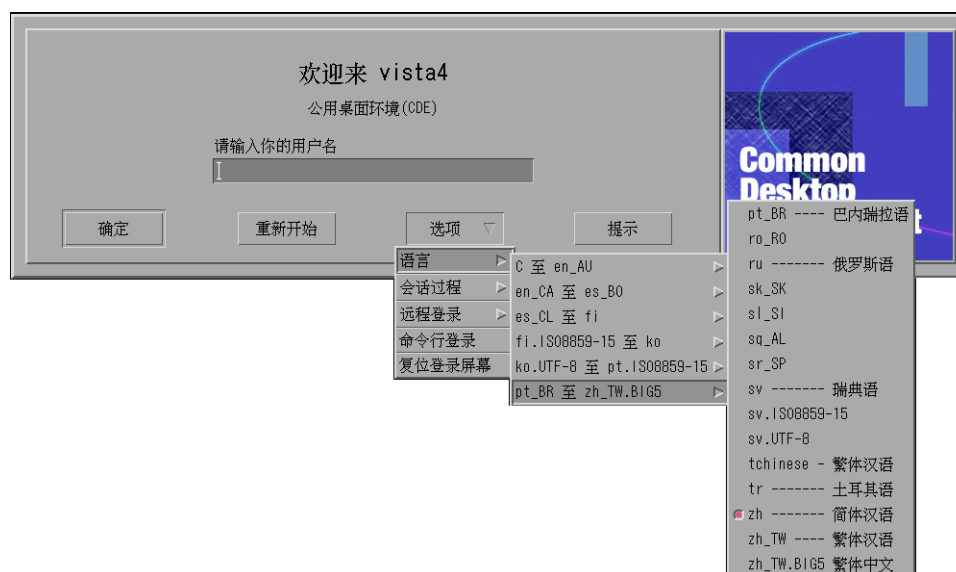 欢迎来 vista4
公用桌面环境(CDE)
请输入你的用户名
确定
重新开始
选项
提示
Common
Desktop
t
语言
会话过程
远程登录
命令行登录
复位登录屏幕
C 至 en_AU
en_CA 至 es_BO
es_CL 至 fi
fi.ISO8859-15 至 ko
ko.UTF-8 至 pt.ISO8859-15
pt_BR 至 zh_TW.BIG5
pt_BR ---- 巴内瑞拉语
ro_RO
ru ------- 俄罗斯语
sk_SK
sl_SI
sq_AL
sr_SP
sv ------- 瑞典语
sv.ISO8859-15
sv.UTF-8
tchinese - 繁体汉语
tr ------- 土耳其语
zh ------- 简体汉语
zh_TW ---- 繁体汉语
zh_TW.BIG5 繁体中文